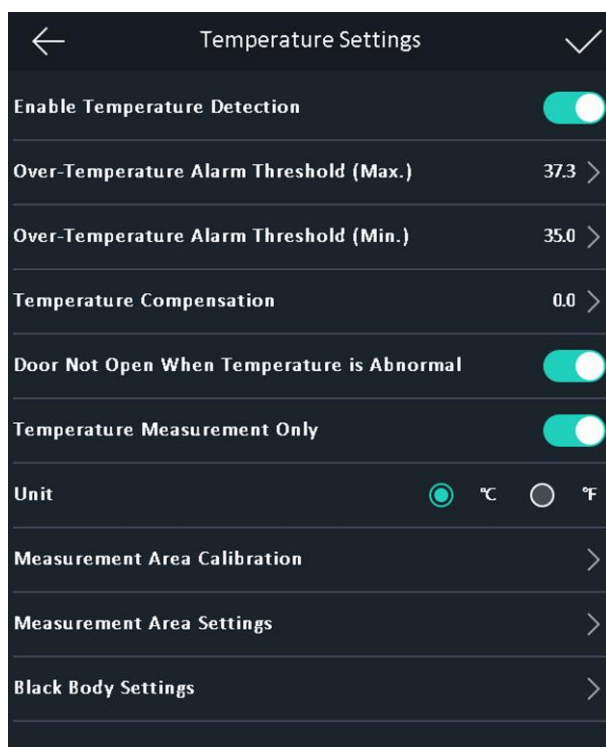 Temperature Settings
Enable Temperature Detection
Over-Temperature Alarm Threshold (Max.) 37.3
Over-Temperature Alarm Threshold (Min.) 35.0
Temperature Compensation 0.0
Door Not Open When Temperature is Abnormal
Temperature Measurement Only
Unit ℃ ℉
Measurement Area Calibration
Measurement Area Settings
Black Body Settings